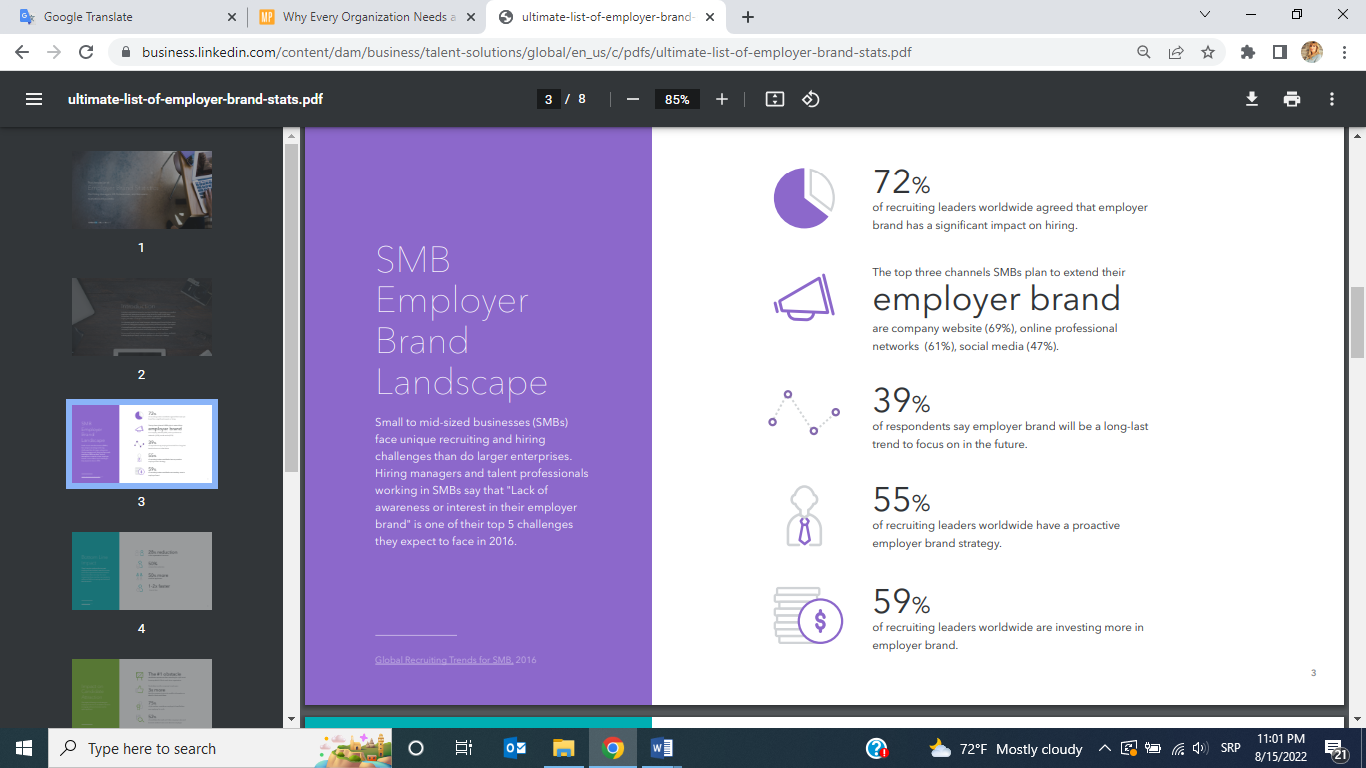 Google Translate
Why Every Organization Needs a
ultimate-list-of-employer-brand-
business.linkedin.com/content/dam/business/talent-solutions/global/en_us/c/pdfs/ultimate-list-of-employer-brand-stats.pdf
ultimate-list-of-employer-brand-stats.pdf
3 / 8
85%
1
2
3
4
SMB
Employer
Brand
Landscape
Small to mid-sized businesses (SMBs)
face unique recruiting and hiring
challenges than do larger enterprises.
Hiring managers and talent professionals
working in SMBs say that "Lack of
awareness or interest in their employer
brand" is one of their top 5 challenges
they expect to face in 2016.
Global Recruiting Trends for SMB, 2016
72%
of recruiting leaders worldwide agreed that employer
brand has a significant impact on hiring.
The top three channels SMBs plan to extend their
employer brand
are company website (69%), online professional
networks (61%), social media (47%).
39%
of respondents say employer brand will be a long-last
trend to focus on in the future.
55%
of recruiting leaders worldwide have a proactive
employer brand strategy.
59%
of recruiting leaders worldwide are investing more in
employer brand.
3
Type here to search
72°F Mostly cloudy
SRP
11:01 PM
8/15/2022
21